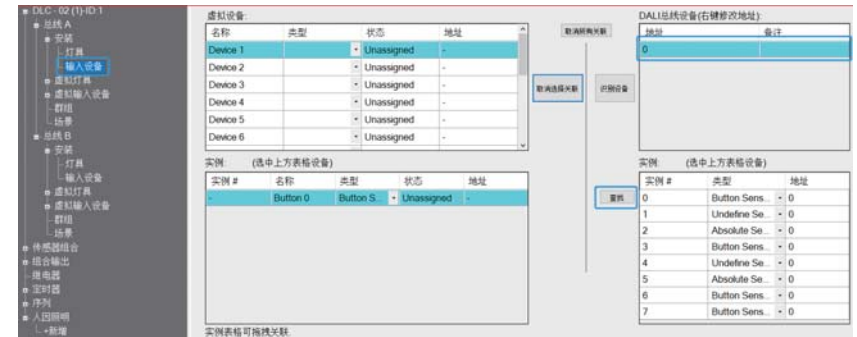 DLC - 02 (1)-ID:1
总线A
安装
灯具
输入设备
虚拟灯具
虚拟输入设备
群组
场景
总线 B
安装
灯具
输入设备
虚拟灯具
虚拟输入设备
群组
场景
传感器组合
组合输出
继电器
定时器
序列
人因照明
+新增
虚拟设备:
名称 类型 状态 地址
Device 1 Unassigned -
Device 2 Unassigned -
Device 3 Unassigned -
Device 4 Unassigned -
Device 5 Unassigned -
Device 6 Unassigned -
实例: (选中上方表格设备)
实例 # 名称 类型 状态 地址
- Button 0 Button S... Unassigned -
实例表格可拖拽关联.
取消所有关联
取消选择关联 识别设备
查找
DALI总线设备(右键修改地址):
地址 备注
0
实例: (选中上方表格设备)
实例 # 类型 地址
0 Button Sens... 0
1 Undefine Se... 0
2 Absolute Se... 0
3 Button Sens... 0
4 Undefine Se... 0
5 Absolute Se... 0
6 Button Sens... 0
7 Button Sens... 0